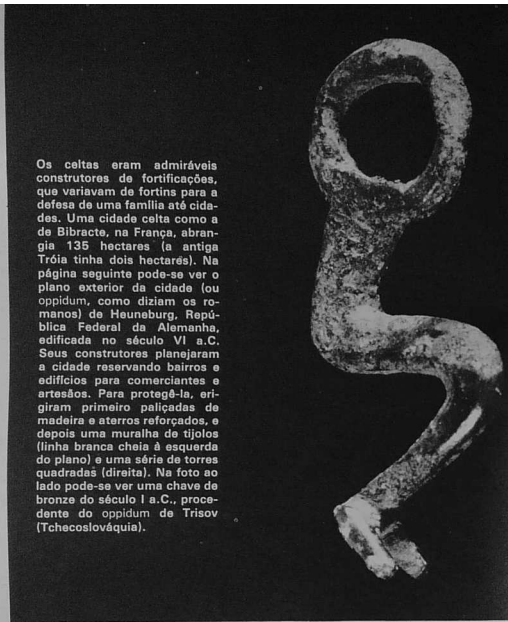 Os celtas eram admiráveis
construtores de fortificações,
que variavam de fortins para a
defesa de uma família até cida-
des. Uma cidade celta como a
de Bibracte, na França, abran-
gia 135 hectares (a antiga
Tróia tinha dois hectares). Na
página seguinte pode-se ver o
plano exterior da cidade (ou
oppidum, como diziam os ro-
manos) de Heuneburg, Repú-
blica Federal da Alemanha,
edificada no século VI a.C.
Seus construtores planejaram
a cidade reservando bairros e
edifícios para comerciantes e
artesãos. Para protegê-la, eri-
giram primeiro paliçadas de
madeira e aterros reforçados, e
depois uma muralha de tijolos
(linha branca cheia à esquerda
do plano) e uma série de torres
quadradas (direita). Na foto ao
lado pode-se ver uma chave de
bronze do século I a.C., proce-
dente do oppidum de Trisov
(Tchecoslováquia).